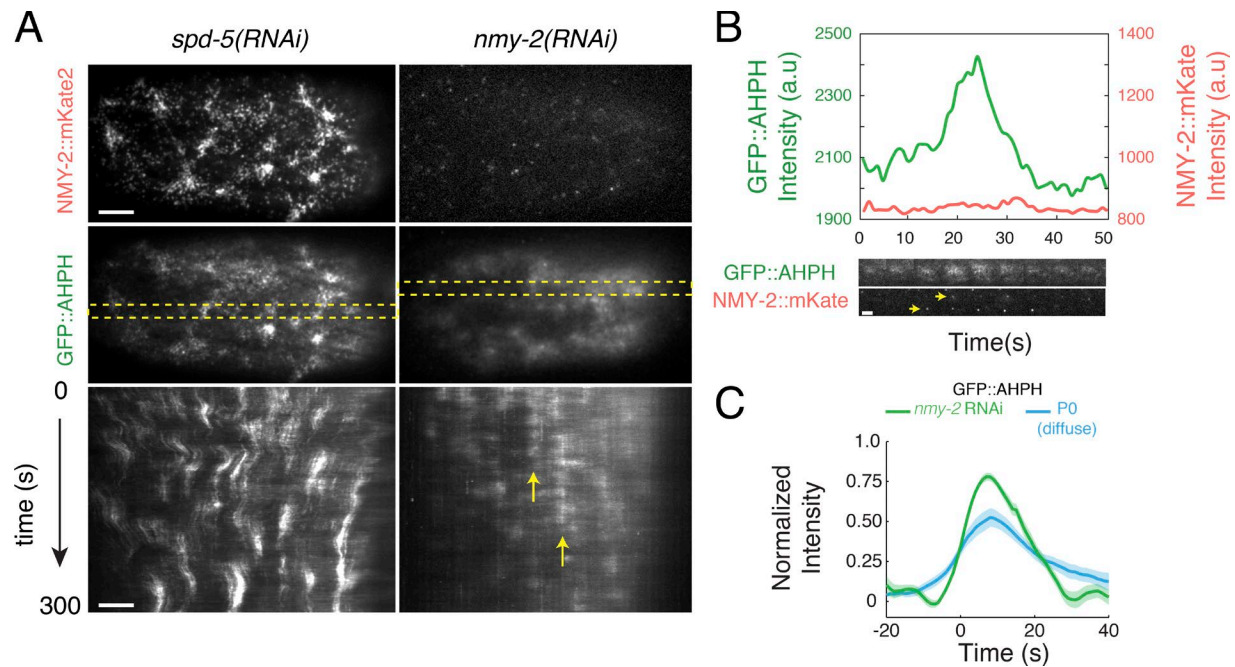 A
spd-5(RNAi)
nmy-2(RNAi)
NMY-2::mKate2
GFP::AHPH
0
time (s)
300
B
GFP::AHPH
Intensity (a.u)
2500
2300
2100
1900
1400
1200
1000
800
NMY-2::mKate
Intensity (a.u)
0 10 20 30 40 50
GFP::AHPH
NMY-2::mKate
Time(s)
C
GFP::AHPH
nmy-2 RNAi
P0
(diffuse)
Normalized
Intensity
1.0
0.75
0.50
0.25
0
-20 0 20 40
Time (s)